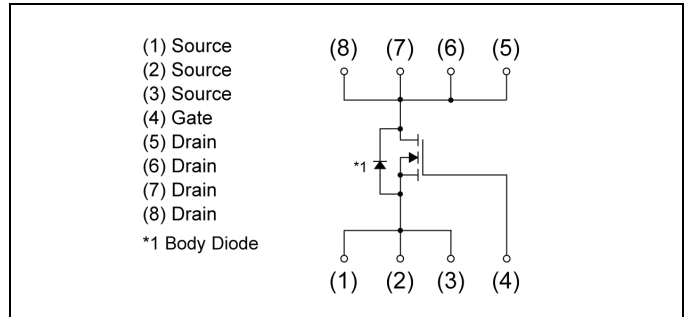 (1) Source
(2) Source
(3) Source
(4) Gate
(5) Drain
(6) Drain
(7) Drain
(8) Drain
*1 Body Diode
(8) (7) (6) (5)
*1
(1) (2) (3) (4)